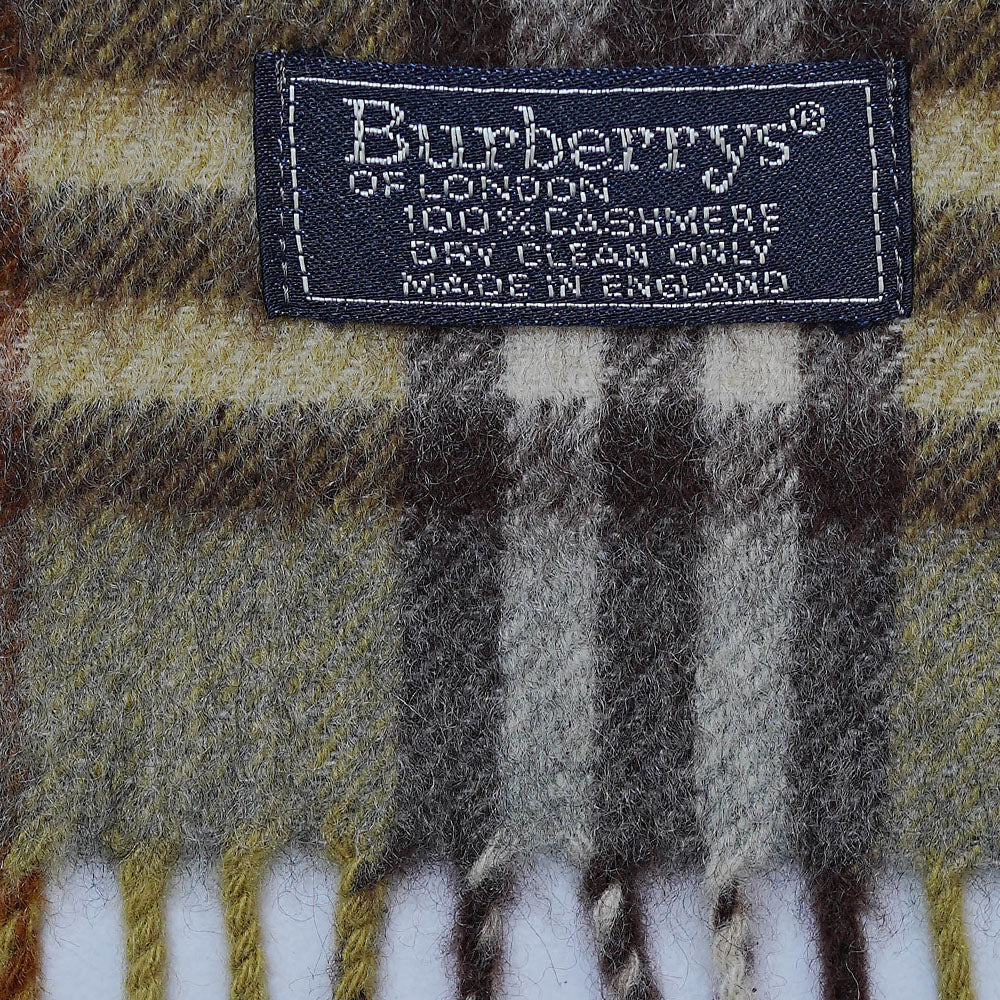 Burberrys®
OF LONDON
100% CASHMERE
DRY CLEAN ONLY
MADE IN ENGLAND